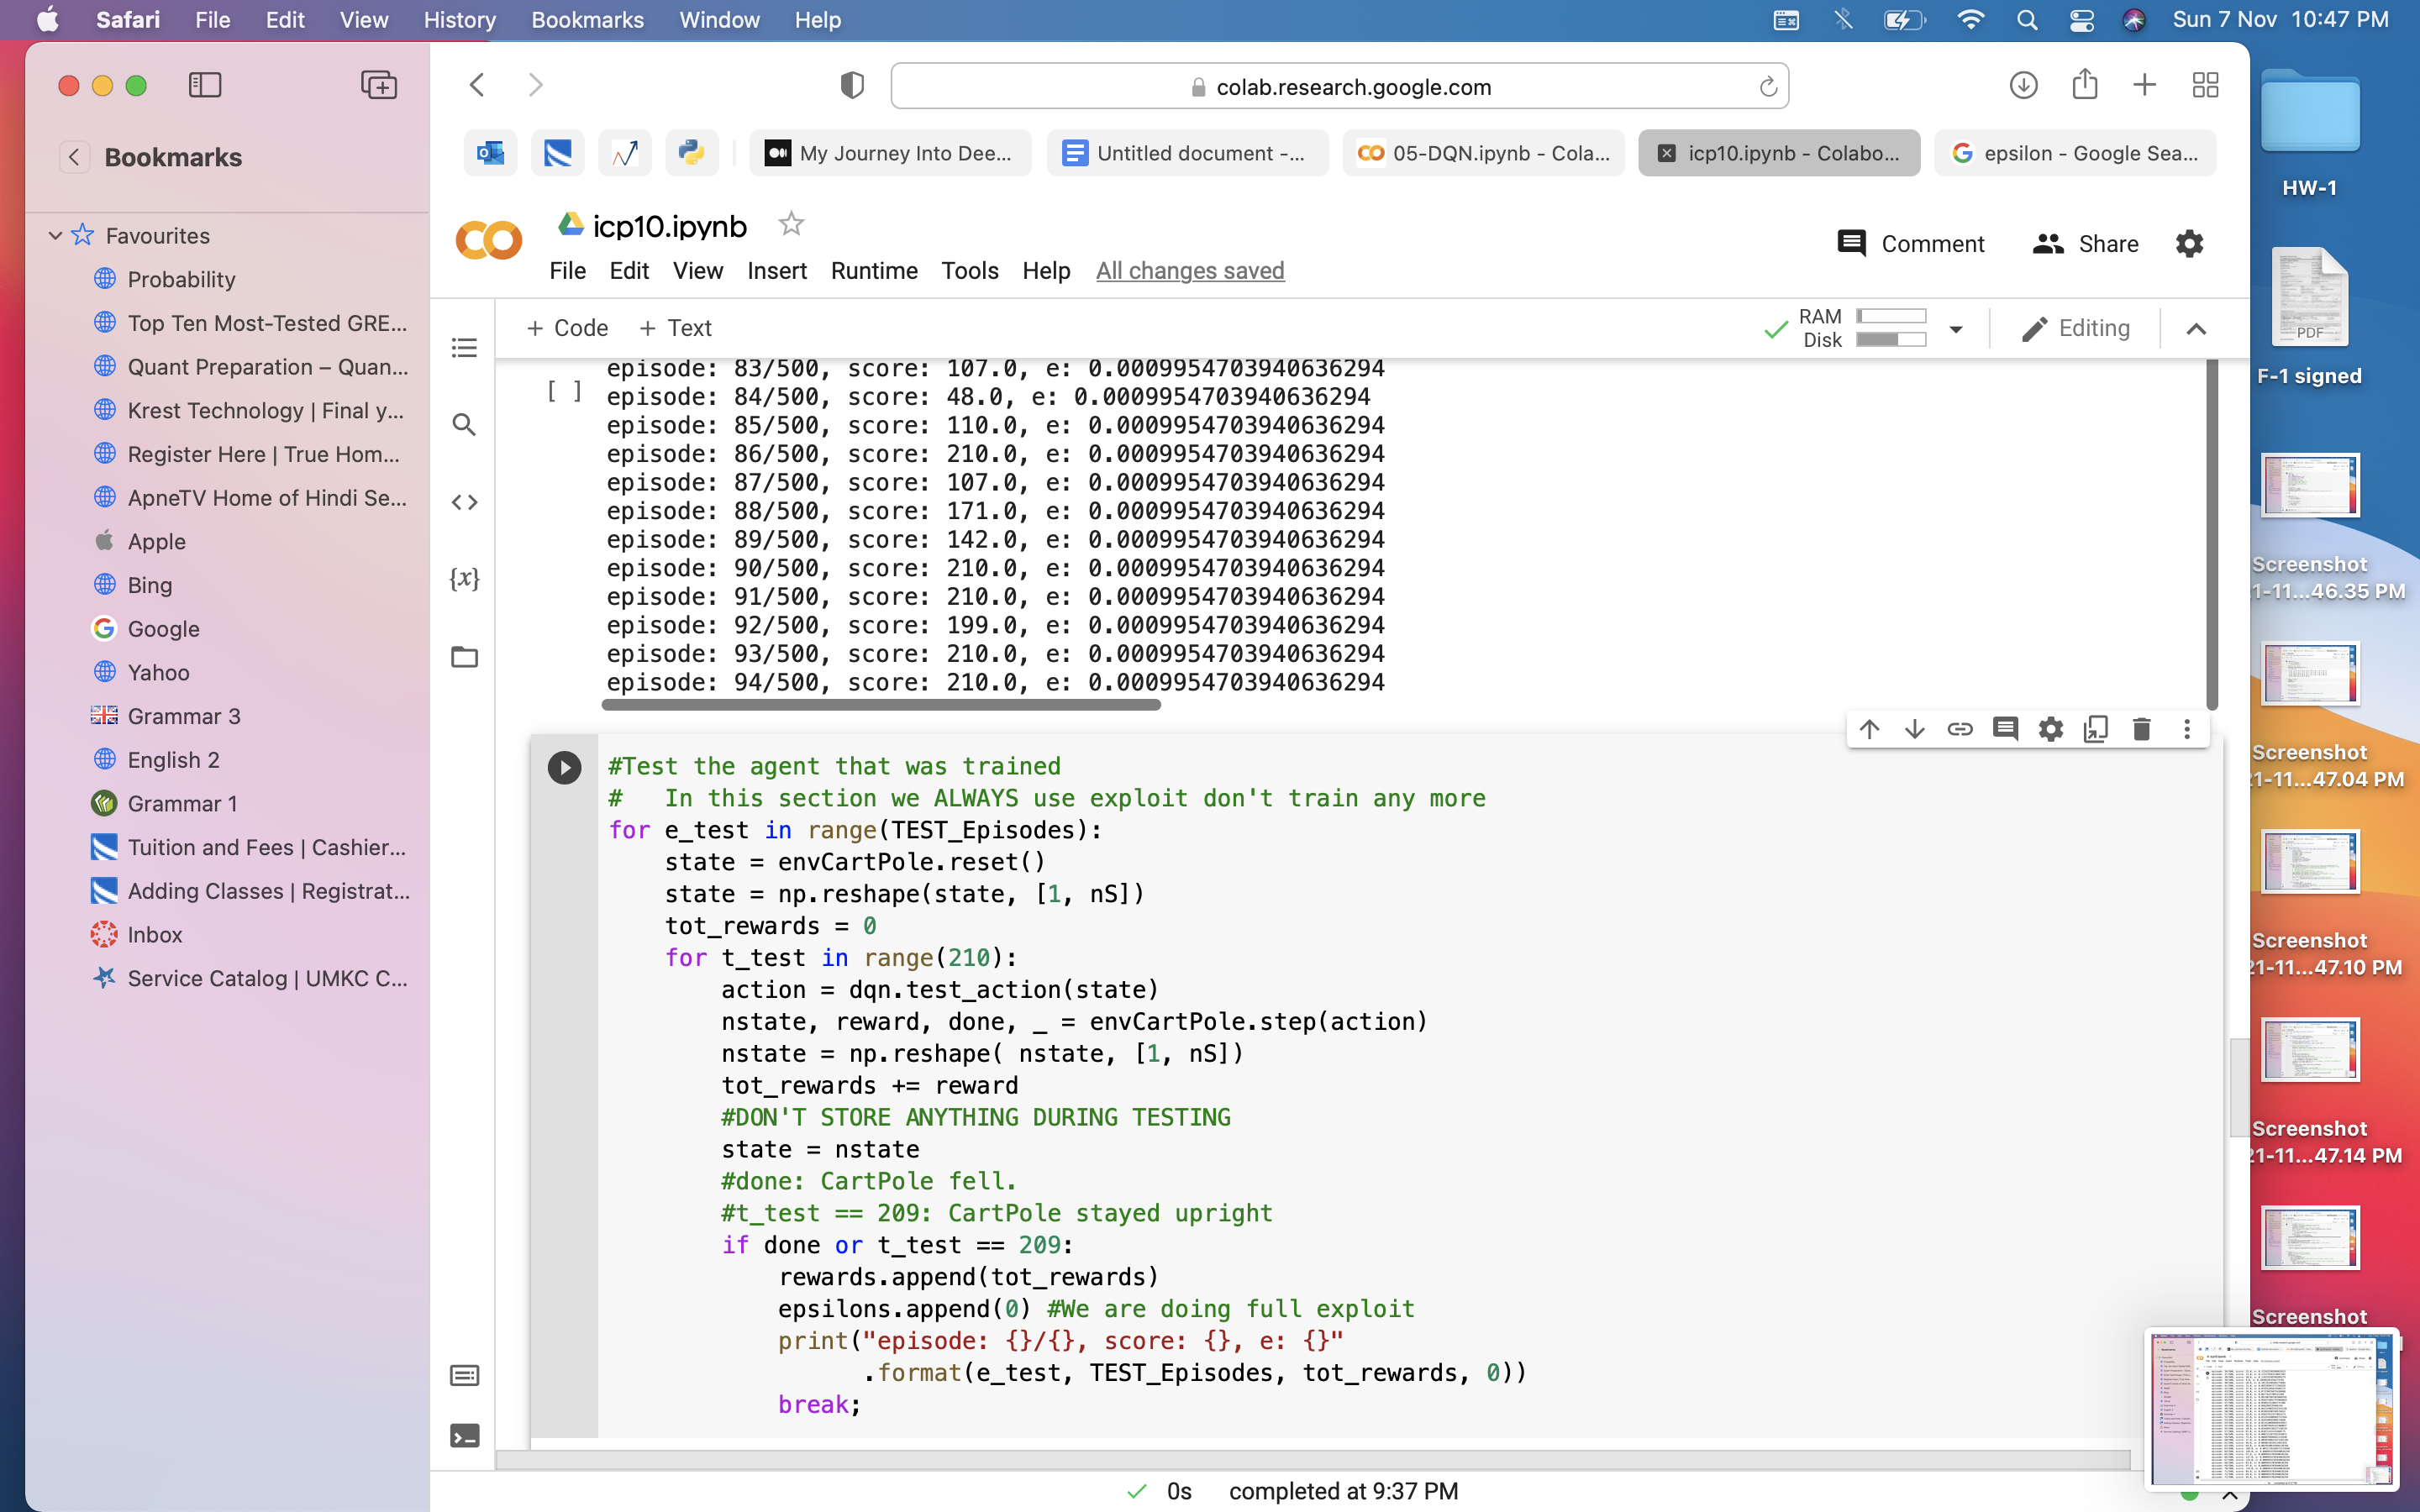 Safari File Edit View History Bookmarks Window Help Sun 7 Nov 10:47 PM
colab.research.google.com
My Journey Into Dee... Untitled document -... 05-DQN.ipynb - Cola... icp10.ipynb - Colabo... epsilon - Google Sea...
Bookmarks
Favourites
Probability
Top Ten Most-Tested GRE...
Quant Preparation – Quan...
Krest Technology | Final y...
Register Here | True Hom...
ApneTV Home of Hindi Se...
Apple
Bing
Google
Yahoo
Grammar 3
English 2
Grammar 1
Tuition and Fees | Cashier...
Adding Classes | Registrat...
Inbox
Service Catalog | UMKC C...
icp10.ipynb
Comment Share
File Edit View Insert Runtime Tools Help All changes saved
+ Code + Text
RAM
Disk
Editing
episode: 83/500, score: 107.0, e: 0.0009954703940636294
[ ]
episode: 84/500, score: 48.0, e: 0.0009954703940636294
episode: 85/500, score: 110.0, e: 0.0009954703940636294
episode: 86/500, score: 210.0, e: 0.0009954703940636294
episode: 87/500, score: 107.0, e: 0.0009954703940636294
episode: 88/500, score: 171.0, e: 0.0009954703940636294
episode: 89/500, score: 142.0, e: 0.0009954703940636294
episode: 90/500, score: 210.0, e: 0.0009954703940636294
episode: 91/500, score: 210.0, e: 0.0009954703940636294
episode: 92/500, score: 199.0, e: 0.0009954703940636294
episode: 93/500, score: 210.0, e: 0.0009954703940636294
episode: 94/500, score: 210.0, e: 0.0009954703940636294
{x}
#Test the agent that was trained
#   In this section we ALWAYS use exploit don't train any more
for e_test in range(TEST_Episodes):
    state = envCartPole.reset()
    state = np.reshape(state, [1, nS])
    tot_rewards = 0
    for t_test in range(210):
        action = dqn.test_action(state)
        nstate, reward, done, _ = envCartPole.step(action)
        nstate = np.reshape( nstate, [1, nS])
        tot_rewards += reward
        #DON'T STORE ANYTHING DURING TESTING
        state = nstate
        #done: CartPole fell.
        #t_test == 209: CartPole stayed upright
        if done or t_test == 209:
            rewards.append(tot_rewards)
            epsilons.append(0) #We are doing full exploit
            print("episode: {}/{}, score: {}, e: {}"
                  .format(e_test, TEST_Episodes, tot_rewards, 0))
            break;
0s completed at 9:37 PM
HW-1
PDF
F-1 signed
Screenshot
1-11...46.35 PM
Screenshot
21-11...47.04 PM
Screenshot
21-11...47.10 PM
Screenshot
21-11...47.14 PM
Screenshot